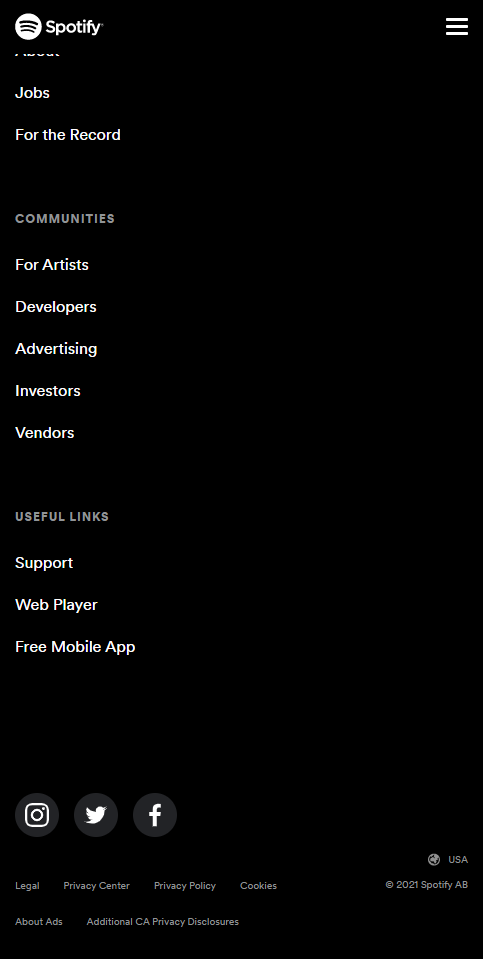 Spotify
About
Jobs
For the Record
COMMUNITIES
For Artists
Developers
Advertising
Investors
Vendors
USEFUL LINKS
Support
Web Player
Free Mobile App
USA
Legal Privacy Center Privacy Policy Cookies © 2021 Spotify AB
About Ads Additional CA Privacy Disclosures